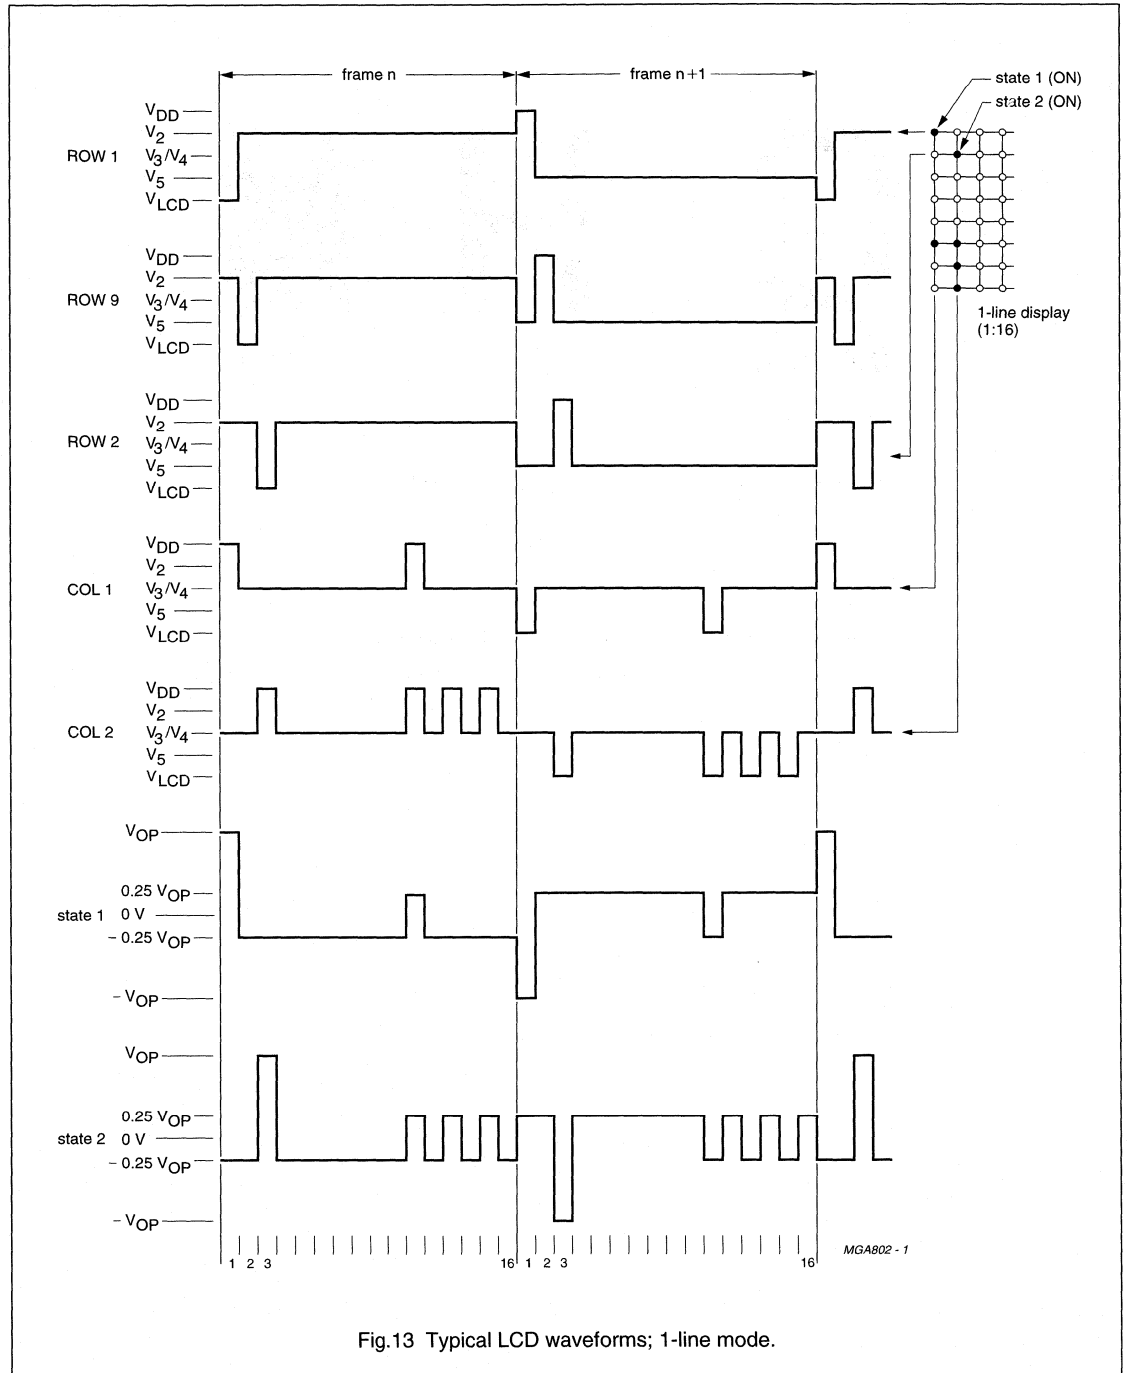 frame n
frame n+1
state 1 (ON)
state 2 (ON)
1-line display
(1:16)
ROW 1
VDD
V2
V3/V4
V5
VLCD
ROW 9
VDD
V2
V3/V4
V5
VLCD
ROW 2
VDD
V2
V3/V4
V5
VLCD
COL 1
VDD
V2
V3/V4
V5
VLCD
COL 2
VDD
V2
V3/V4
V5
VLCD
state 1
VOP
0.25 VOP
0 V
– 0.25 VOP
– VOP
state 2
VOP
0.25 VOP
0 V
– 0.25 VOP
– VOP
1 2 3 16 1 2 3 16
MGA802 - 1
Fig.13 Typical LCD waveforms; 1-line mode.